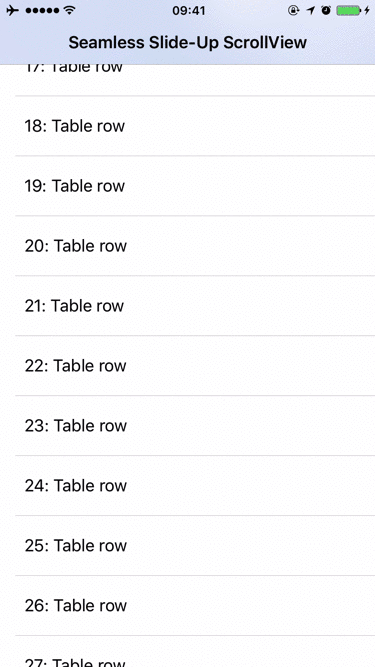 09:41
Seamless Slide-Up ScrollView
17: Table row
18: Table row
19: Table row
20: Table row
21: Table row
22: Table row
23: Table row
24: Table row
25: Table row
26: Table row
27: Table row